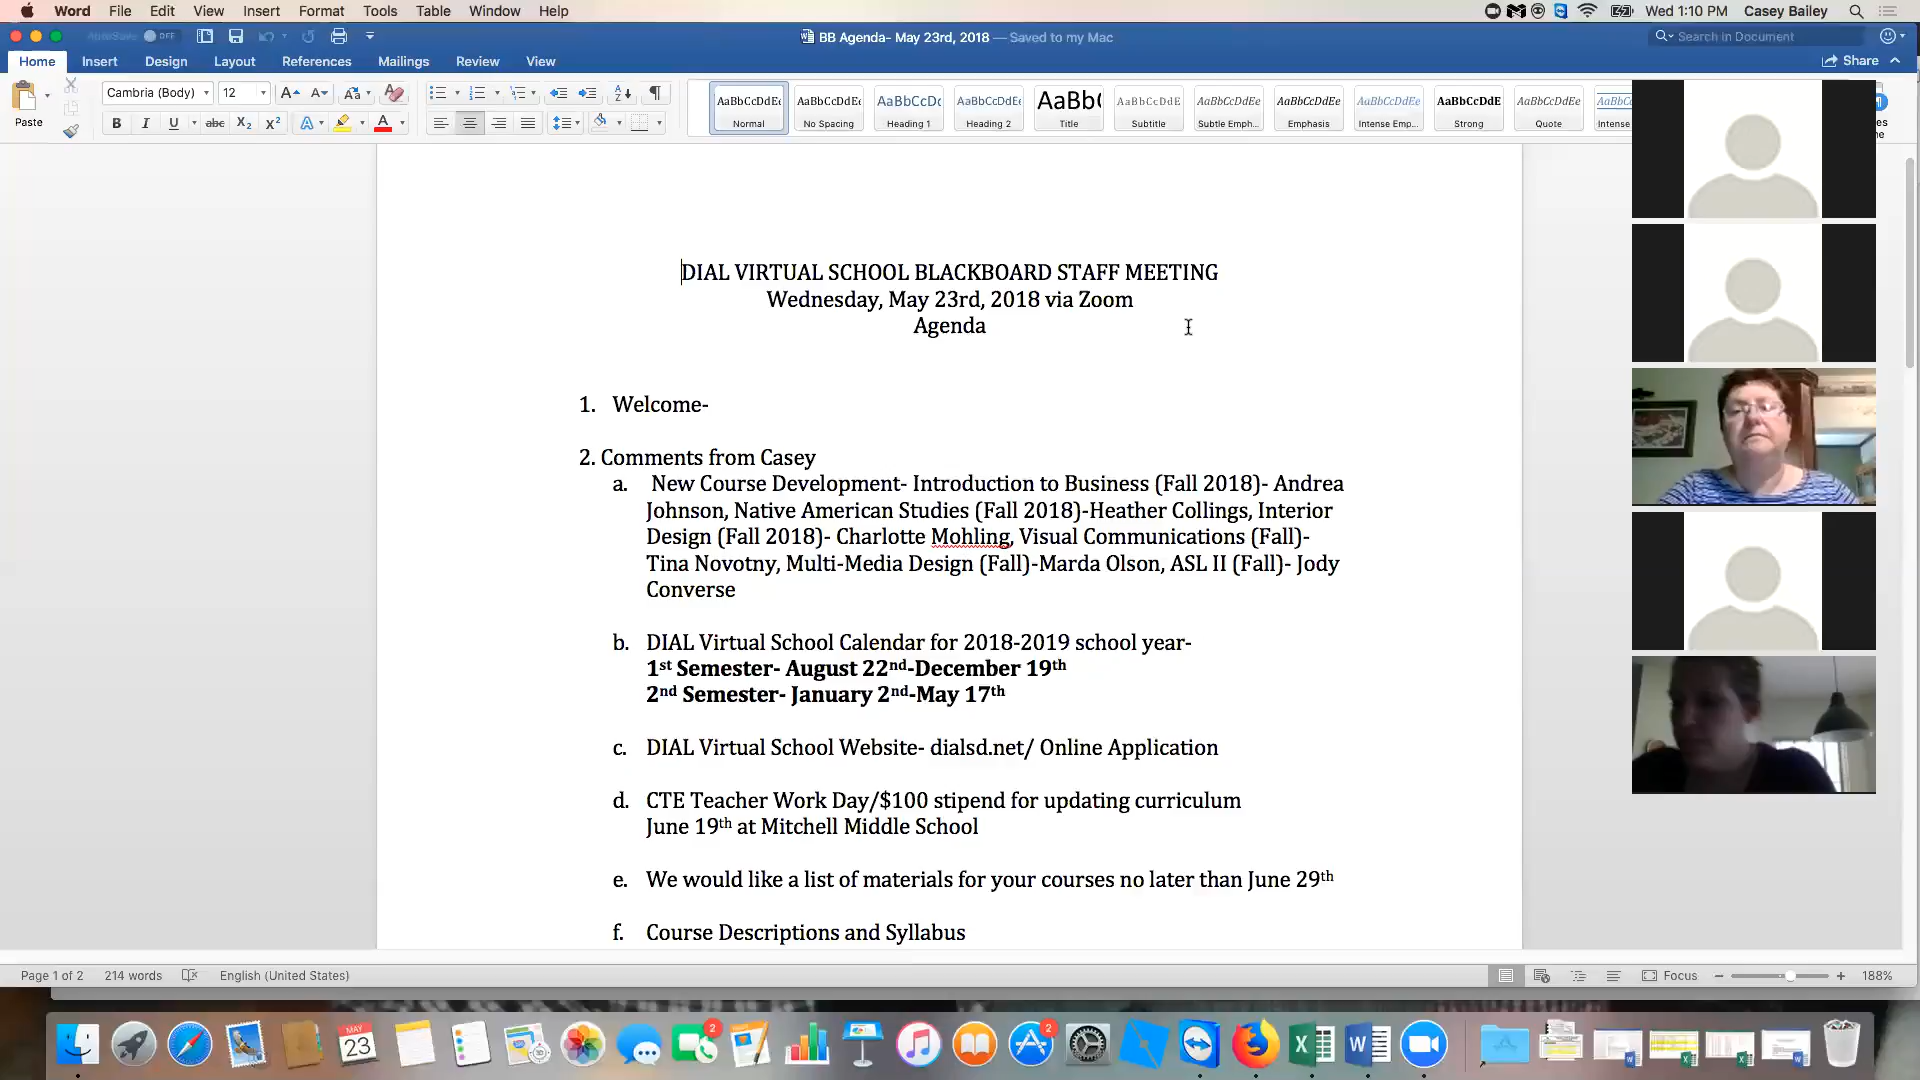 Word File Edit View Insert Format Tools Table Window Help Wed 1:10 PM Casey Bailey
AutoSave OFF BB Agenda- May 23rd, 2018 — Saved to my Mac Search in Document
Home Insert Design Layout References Mailings Review View Share
Paste Cambria (Body) 12
AaBbCcDdEe AaBbCcDdEe AaBbCcDc AaBbCcDdEe AaBb( AaBbCcDdE AaBbCcDdEe AaBbCcDdEe AaBbCcDdEe AaBbCcDdE AaBbCcDdEe AaBbCcDdE
Normal No Spacing Heading 1 Heading 2 Title Subtitle Subtle Emph... Emphasis Intense Emp... Strong Quote Intense
DIAL VIRTUAL SCHOOL BLACKBOARD STAFF MEETING
Wednesday, May 23rd, 2018 via Zoom
Agenda
1. Welcome-
2. Comments from Casey
a. New Course Development- Introduction to Business (Fall 2018)- Andrea
Johnson, Native American Studies (Fall 2018)-Heather Collings, Interior
Design (Fall 2018)- Charlotte Mohling, Visual Communications (Fall)-
Tina Novotny, Multi-Media Design (Fall)-Marda Olson, ASL II (Fall)- Jody
Converse
b. DIAL Virtual School Calendar for 2018-2019 school year-
1st Semester- August 22nd-December 19th
2nd Semester- January 2nd-May 17th
c. DIAL Virtual School Website- dialsd.net/ Online Application
d. CTE Teacher Work Day/$100 stipend for updating curriculum
June 19th at Mitchell Middle School
e. We would like a list of materials for your courses no later than June 29th
f. Course Descriptions and Syllabus
Page 1 of 2 214 words English (United States) Focus 188%
MAY
23
2
2